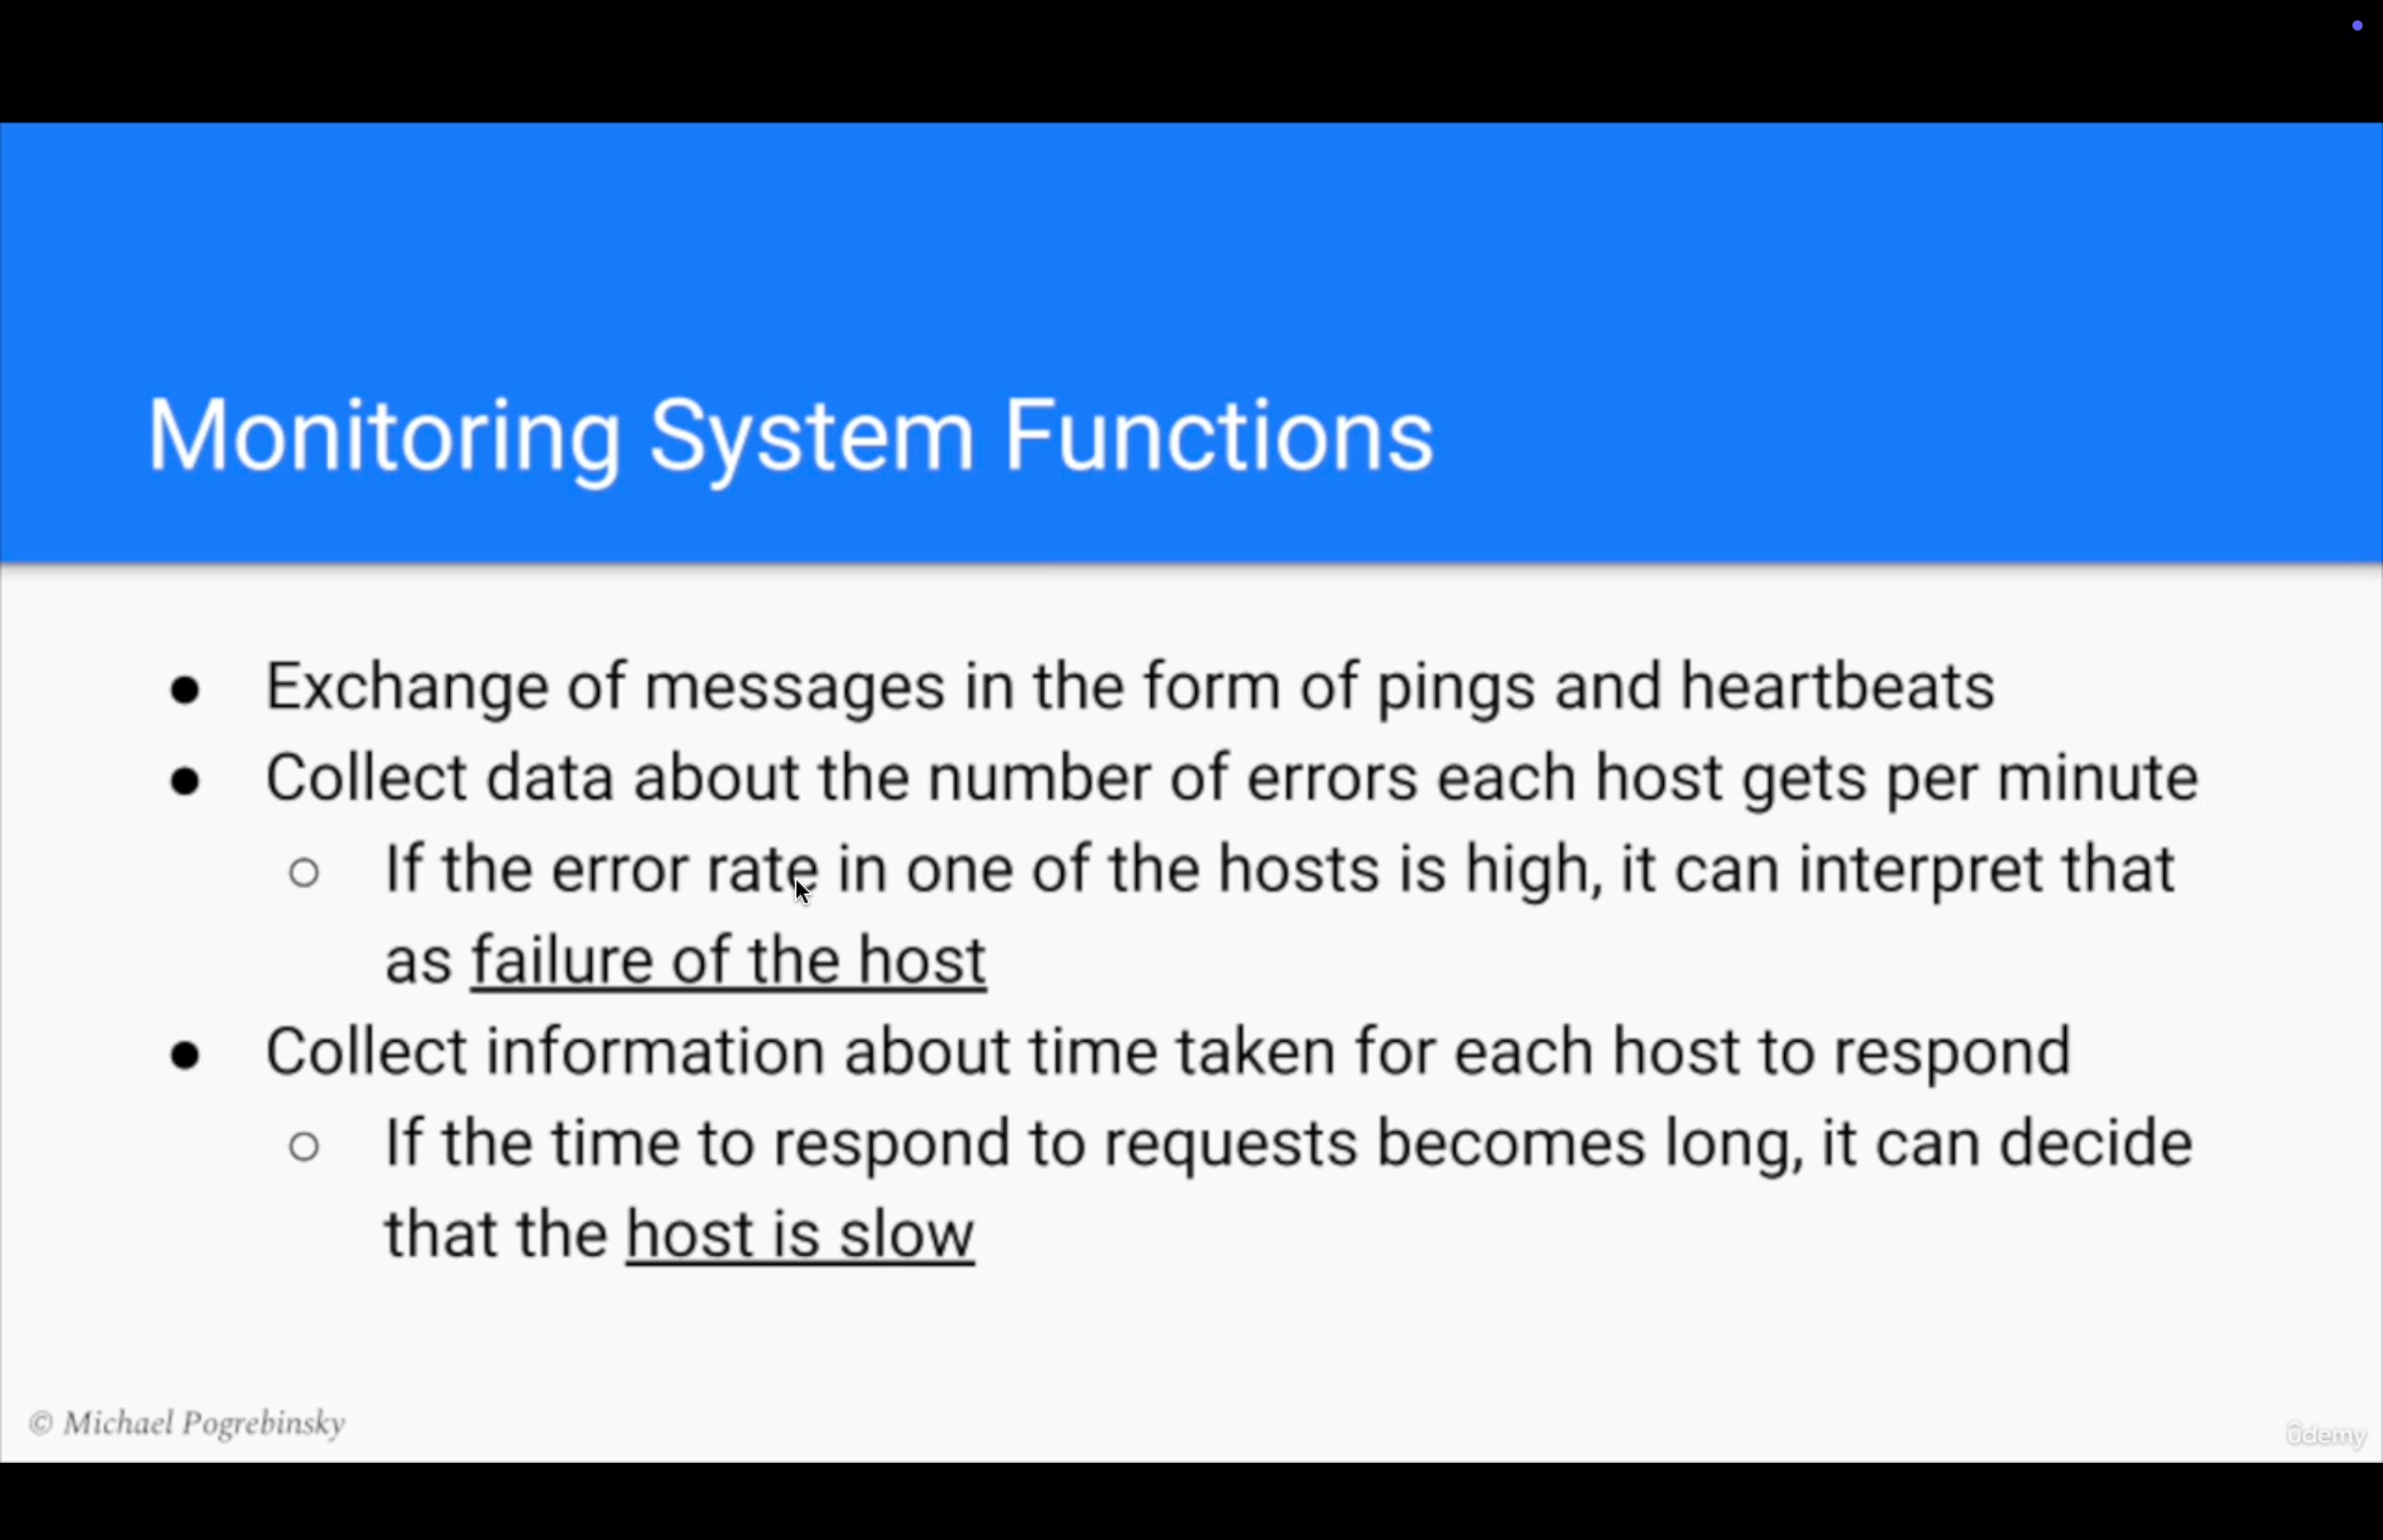 Monitoring System Functions
● Exchange of messages in the form of pings and heartbeats
● Collect data about the number of errors each host gets per minute
○ If the error rate in one of the hosts is high, it can interpret that
as failure of the host
● Collect information about time taken for each host to respond
○ If the time to respond to requests becomes long, it can decide
that the host is slow
© Michael Pogrebinsky
ûdemy